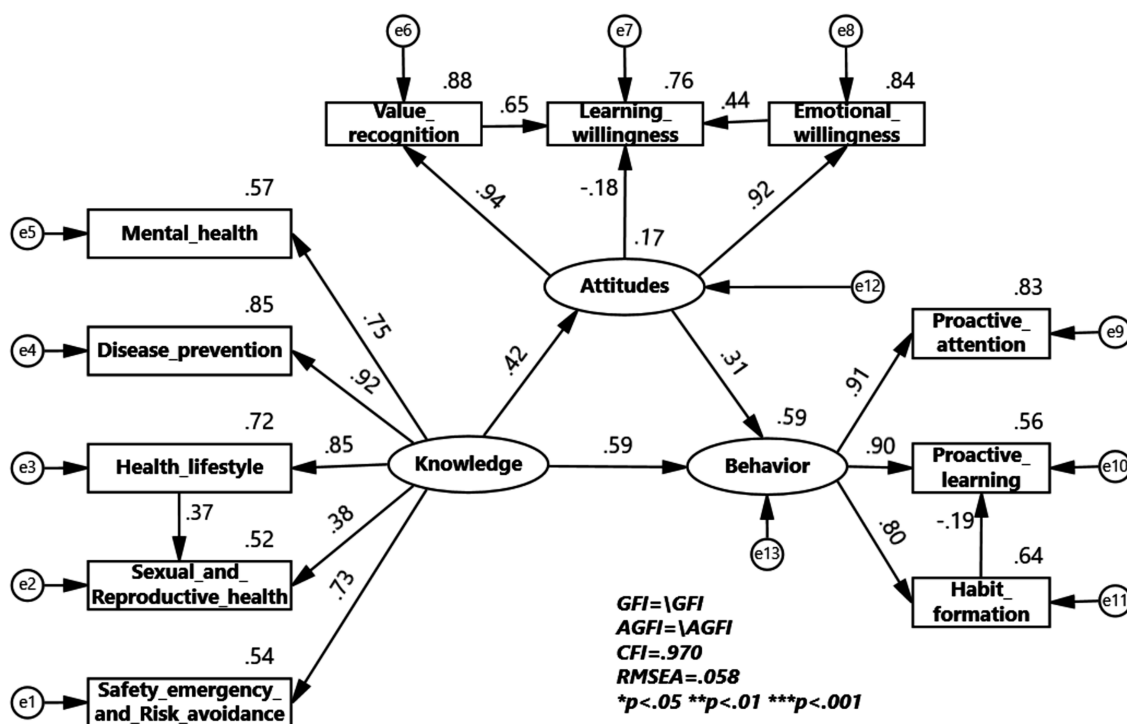 e6
e7
e8
.88
.76
.84
Value_
recognition
.65
Learning_
willingness
.44
Emotional_
willingness
.94
-.18
.92
.57
e5
Mental_health
.17
Attitudes
e12
.85
e4
Disease_prevention
.75
.92
.42
.31
.83
Proactive_
attention
e9
.91
.72
e3
Health_lifestyle
.85
Knowledge
.59
.59
Behavior
.90
.56
Proactive_
learning
e10
.37
.38
.73
.80
-.19
e13
.52
e2
Sexual_and_
Reproductive_health
.64
Habit_
formation
e11
.54
e1
Safety_emergency_
and_Risk_avoidance
GFI=\GFI
AGFI=\AGFI
CFI=.970
RMSEA=.058
*p<.05 **p<.01 ***p<.001